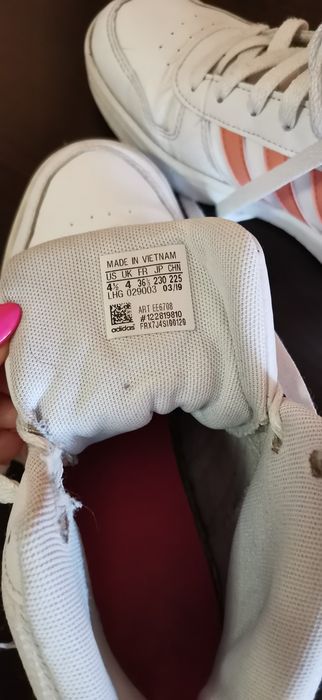 MADE IN VIETNAM
US UK FR JP CHN
4½ 4 36⅔ 230 225
LHG 029003 03/19
ART EE6708
#122819810
adidas FRX7J4SI00120